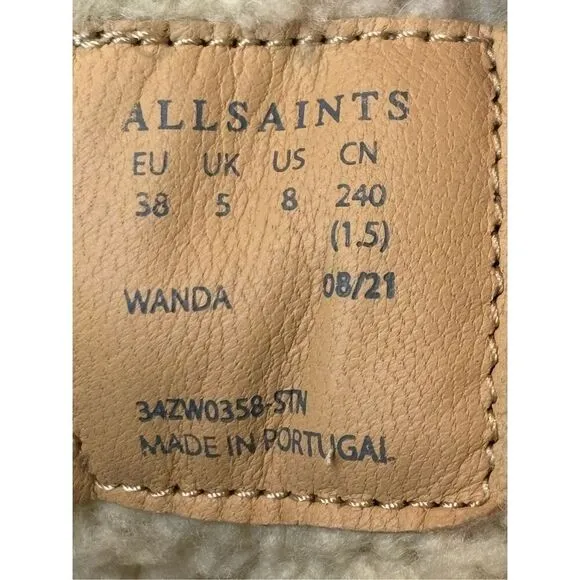 ALLSAINTS
EU UK US CN
38 5 8 240
(1.5)
WANDA 08/21
34ZW0358-STN
MADE IN PORTUGAL